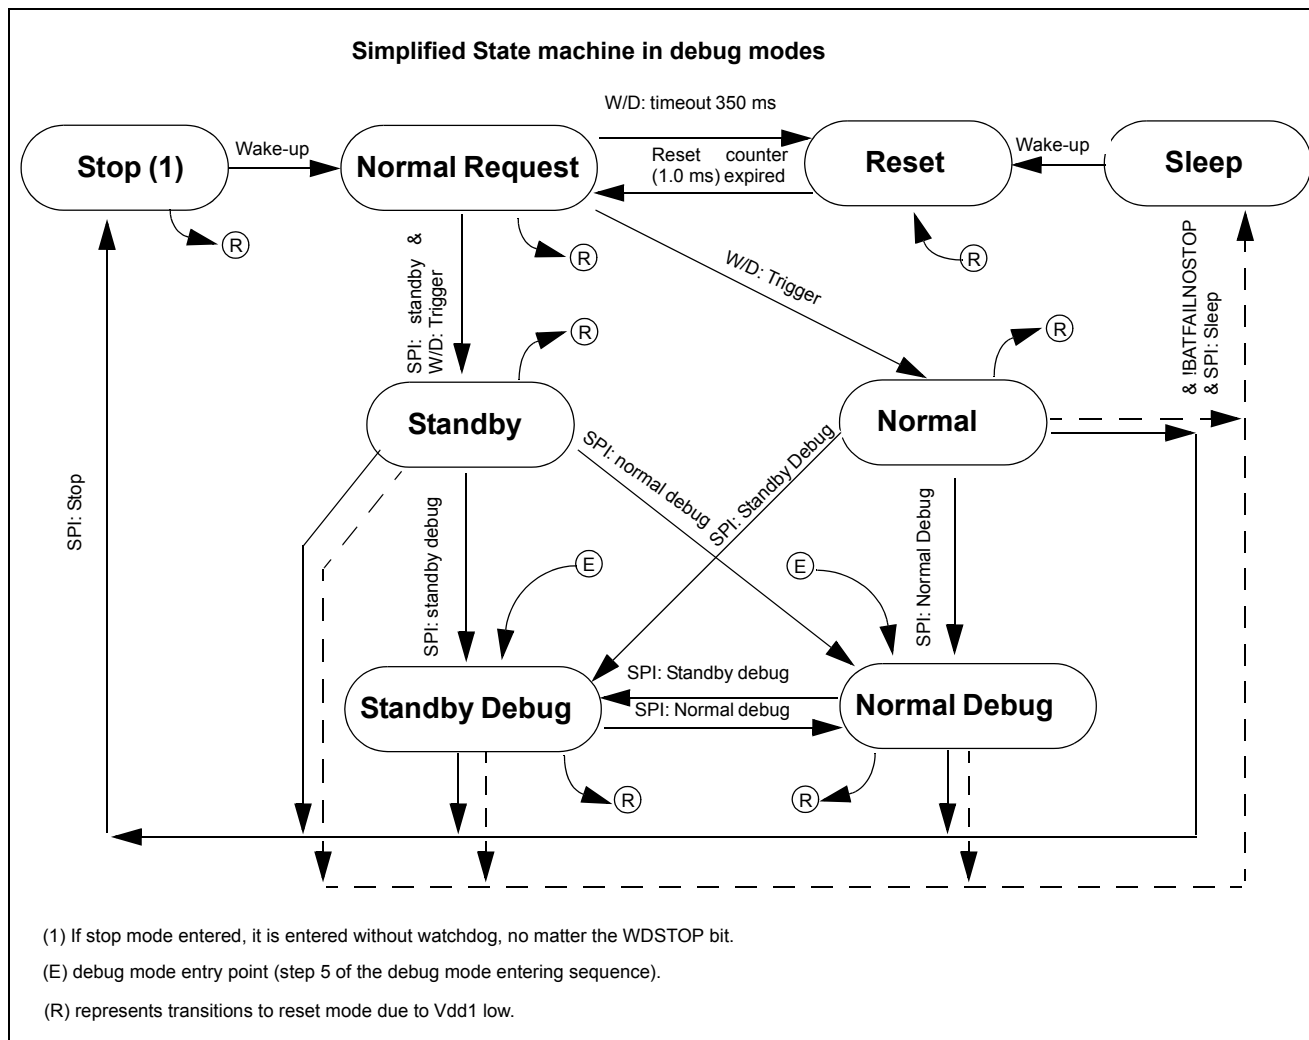 Simplified State machine in debug modes
W/D: timeout 350 ms
Stop (1)
Wake-up
Normal Request
Reset counter
(1.0 ms) expired
Reset
Wake-up
Sleep
R
R
R
SPI: standby &
W/D: Trigger
W/D: Trigger
& !BATFAILNOSTOP
& SPI: Sleep
R
R
Standby
Normal
SPI: Stop
SPI: normal debug
SPI: Standby Debug
SPI: standby debug
SPI: Normal Debug
E
E
Standby Debug
SPI: Standby debug
SPI: Normal debug
Normal Debug
R
R
(1) If stop mode entered, it is entered without watchdog, no matter the WDSTOP bit.
(E) debug mode entry point (step 5 of the debug mode entering sequence).
(R) represents transitions to reset mode due to Vdd1 low.